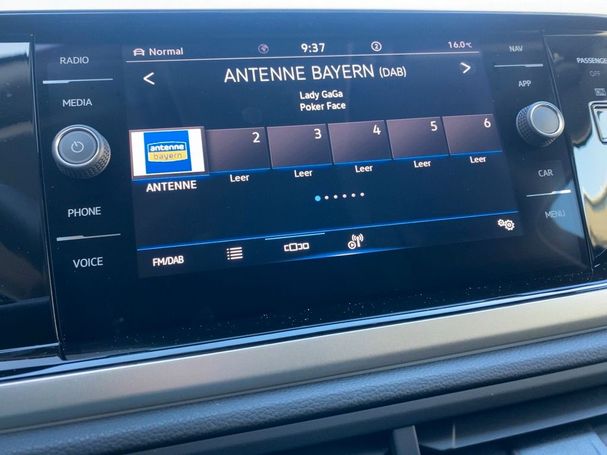 RADIO
MEDIA
PHONE
VOICE
Normal
9:37
2
16.0°C
ANTENNE BAYERN (DAB)
Lady GaGa
Poker Face
antenne
bayern
2
3
4
5
6
ANTENNE
Leer
Leer
Leer
Leer
Leer
FM/DAB
NAV
APP
CAR
MENU
PASSENGER
OFF